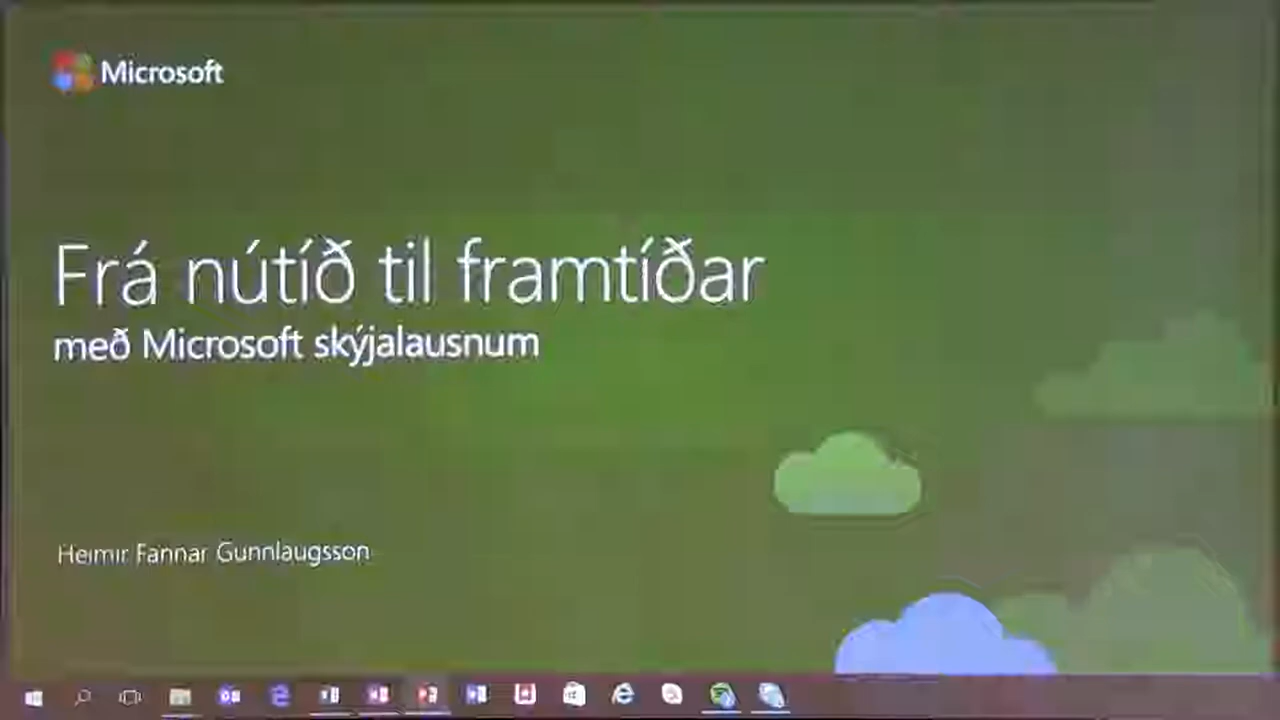 Microsoft
Frá nútíð til framtíðar
með Microsoft skýjalausnum
Heimir Fannar Gunnlaugsson